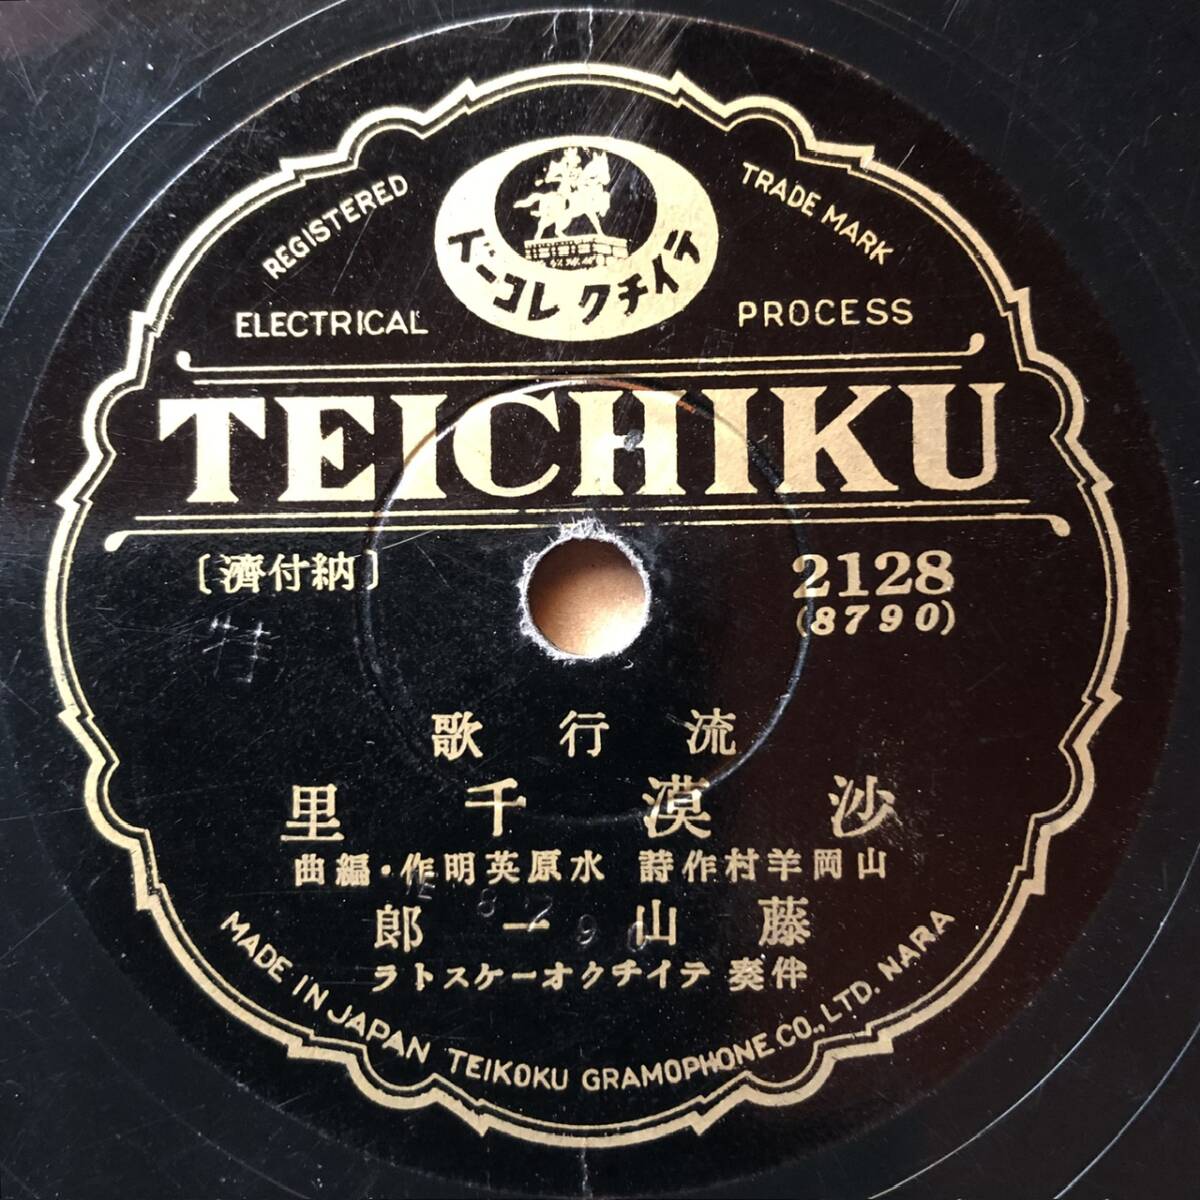 REGISTERED
TRADE MARK
テイチクレコード
ELECTRICAL
PROCESS
TEICHIKU
〔納付濟〕
2128
(8790)
流行歌
沙漠千里
山岡羊村作詩 水原英明作・編曲
藤山一郎
伴奏 テイチクオーケストラ
MADE IN JAPAN TEIKOKU GRAMOPHONE CO., LTD. NARA